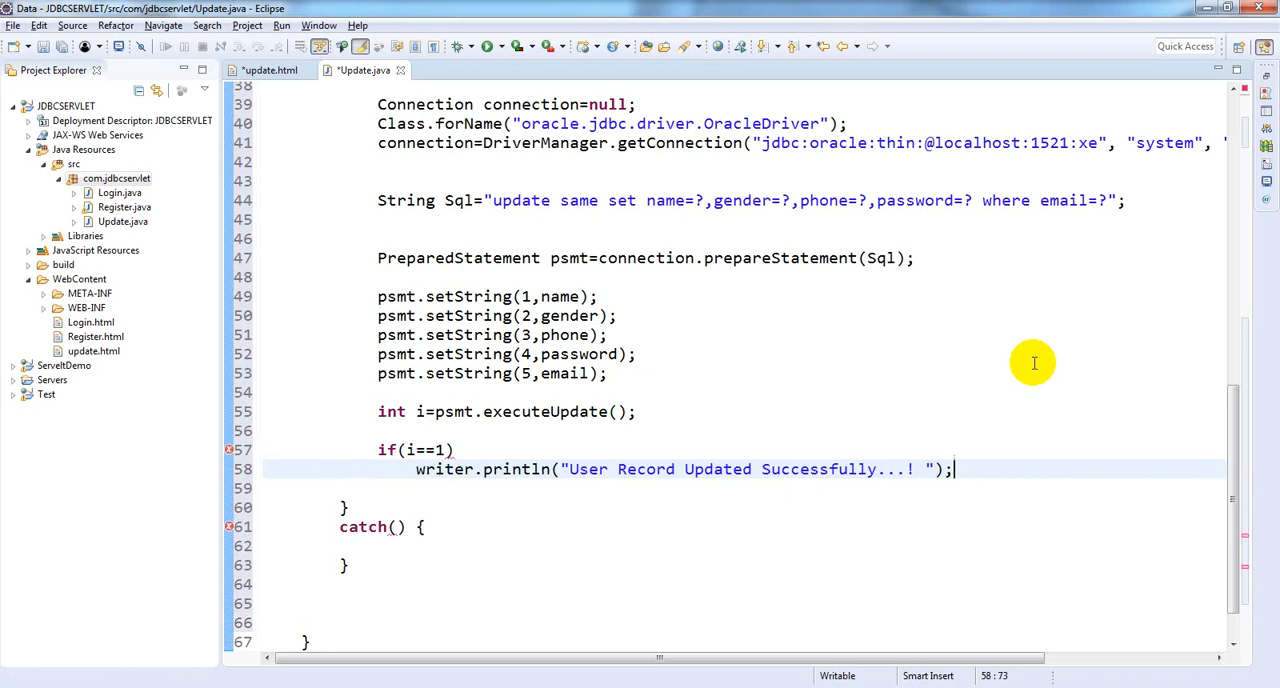 Data - JDBCSERVLET/src/com/jdbcservlet/Update.java - Eclipse
File Edit Source Refactor Navigate Search Project Run Window Help
Quick Access
Project Explorer
*update.html
*Update.java
JDBCSERVLET
Deployment Descriptor: JDBCSERVLET
JAX-WS Web Services
Java Resources
src
com.jdbcservlet
Login.java
Register.java
Update.java
Libraries
JavaScript Resources
build
WebContent
META-INF
WEB-INF
Login.html
Register.html
update.html
ServeltDemo
Servers
Test
38
39 Connection connection=null;
40 Class.forName("oracle.jdbc.driver.OracleDriver");
41 connection=DriverManager.getConnection("jdbc:oracle:thin:@localhost:1521:xe", "system", "
42
43
44 String Sql="update same set name=?,gender=?,phone=?,password=? where email=?";
45
46
47 PreparedStatement psmt=connection.prepareStatement(Sql);
48
49 psmt.setString(1,name);
50 psmt.setString(2,gender);
51 psmt.setString(3,phone);
52 psmt.setString(4,password);
53 psmt.setString(5,email);
54
55 int i=psmt.executeUpdate();
56
57 if(i==1)
58 writer.println("User Record Updated Successfully...! ");
59
60 }
61 catch() {
62
63 }
64
65
66
67 }
Writable Smart Insert 58 : 73